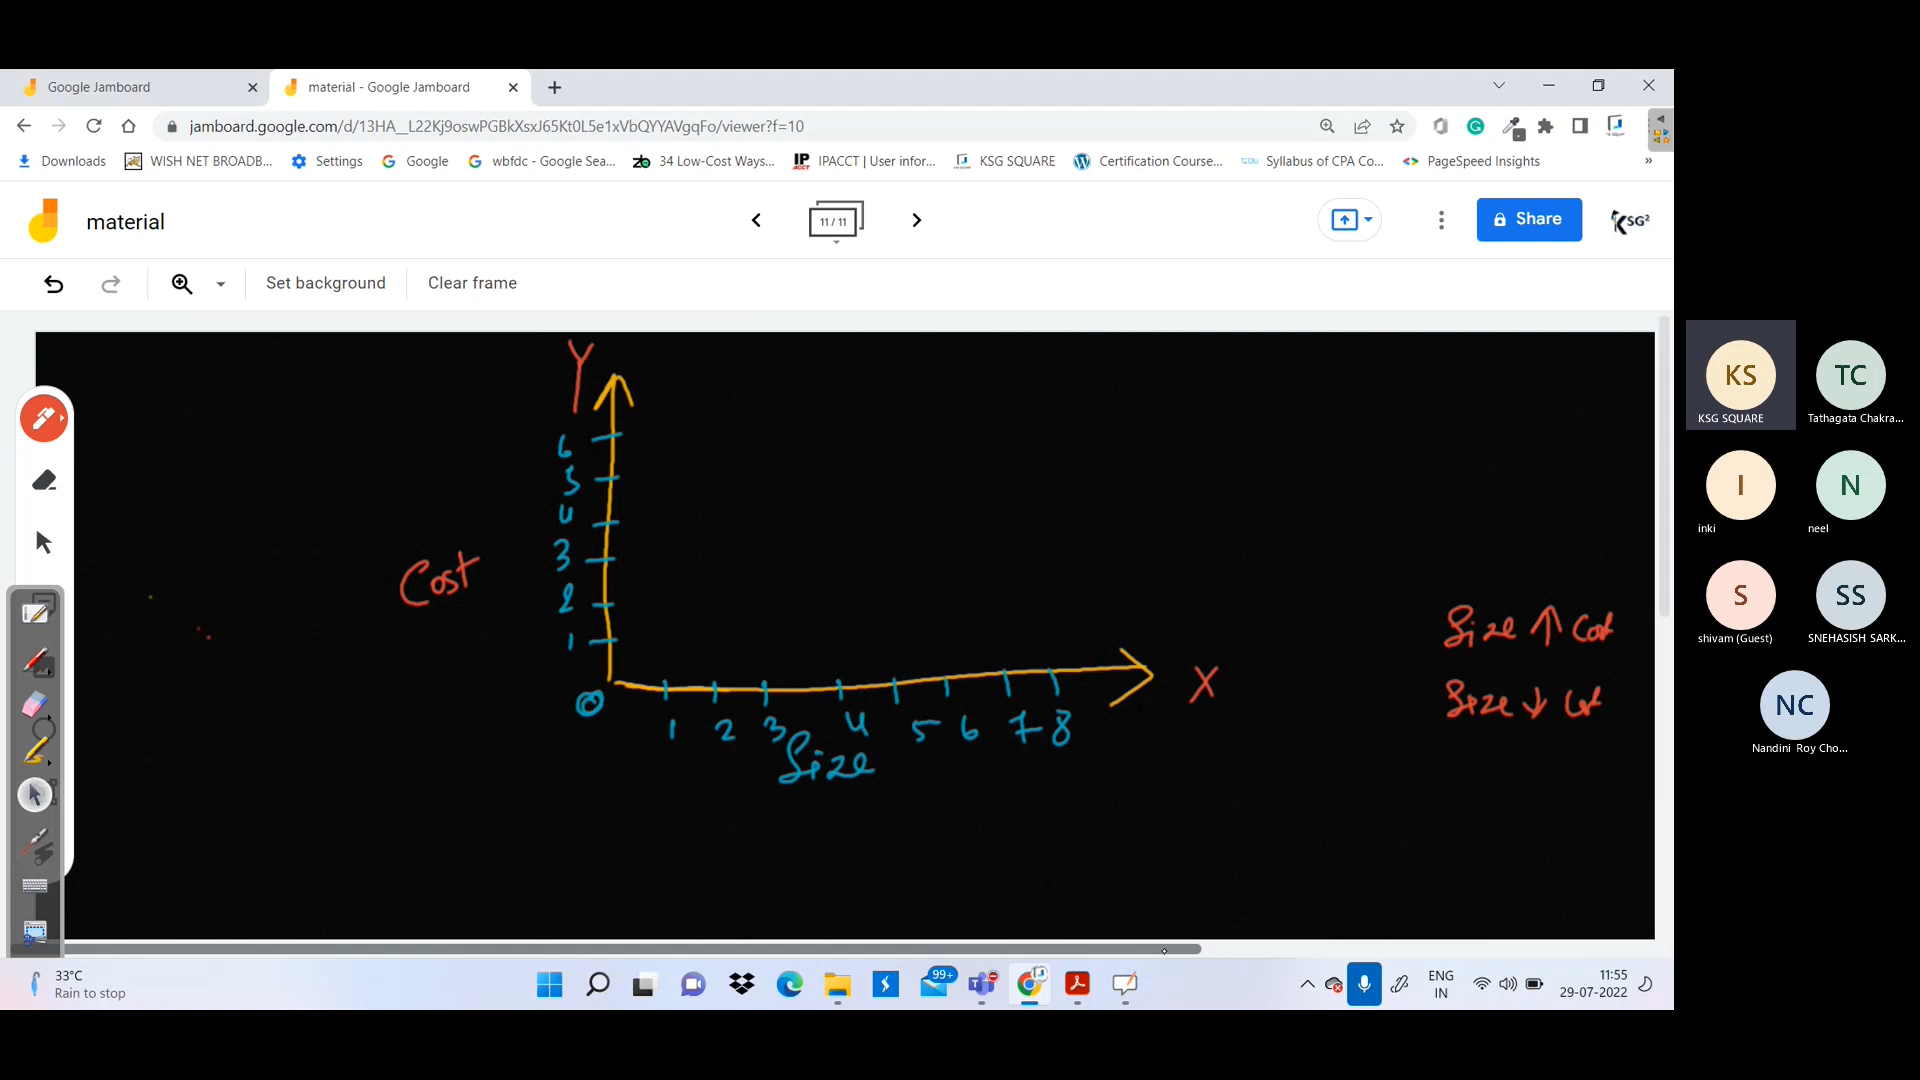 Google Jamboard
material - Google Jamboard
jamboard.google.com/d/13HA__L22Kj9oswPGBkXsxJ65Kt0L5e1xVbQYYAVgqFo/viewer?f=10
Downloads WISH NET BROADB... Settings Google wbfdc - Google Sea... 34 Low-Cost Ways... IPACCT | User infor... KSG SQUARE Certification Course... Syllabus of CPA Co... PageSpeed Insights
material
11 / 11
Share
KSG²
Set background
Clear frame
Y
6
5
4
3
2
1
Cost
0
1 2 3 4 5 6 7 8
Size
X
Size ↑ Cost
Size ↓ Cost
KS
KSG SQUARE
TC
Tathagata Chakra...
I
inki
N
neel
S
shivam (Guest)
SS
SNEHASISH SARK...
NC
Nandini Roy Cho...
33°C
Rain to stop
99+
ENG
IN
11:55
29-07-2022